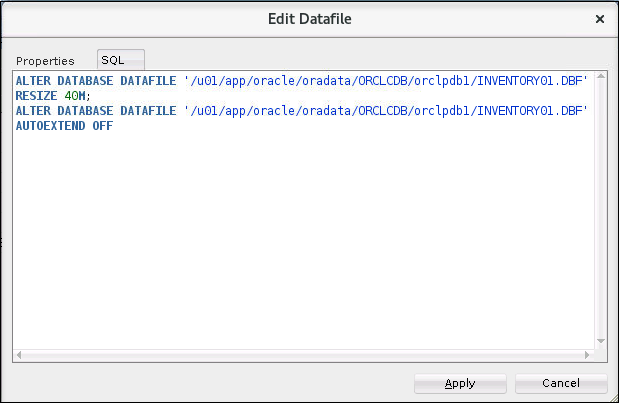 Edit Datafile
Properties
SQL
ALTER DATABASE DATAFILE '/u01/app/oracle/oradata/ORCLCDB/orclpdb1/INVENTORY01.DBF'
RESIZE 40M;
ALTER DATABASE DATAFILE '/u01/app/oracle/oradata/ORCLCDB/orclpdb1/INVENTORY01.DBF'
AUTOEXTEND OFF
Apply
Cancel